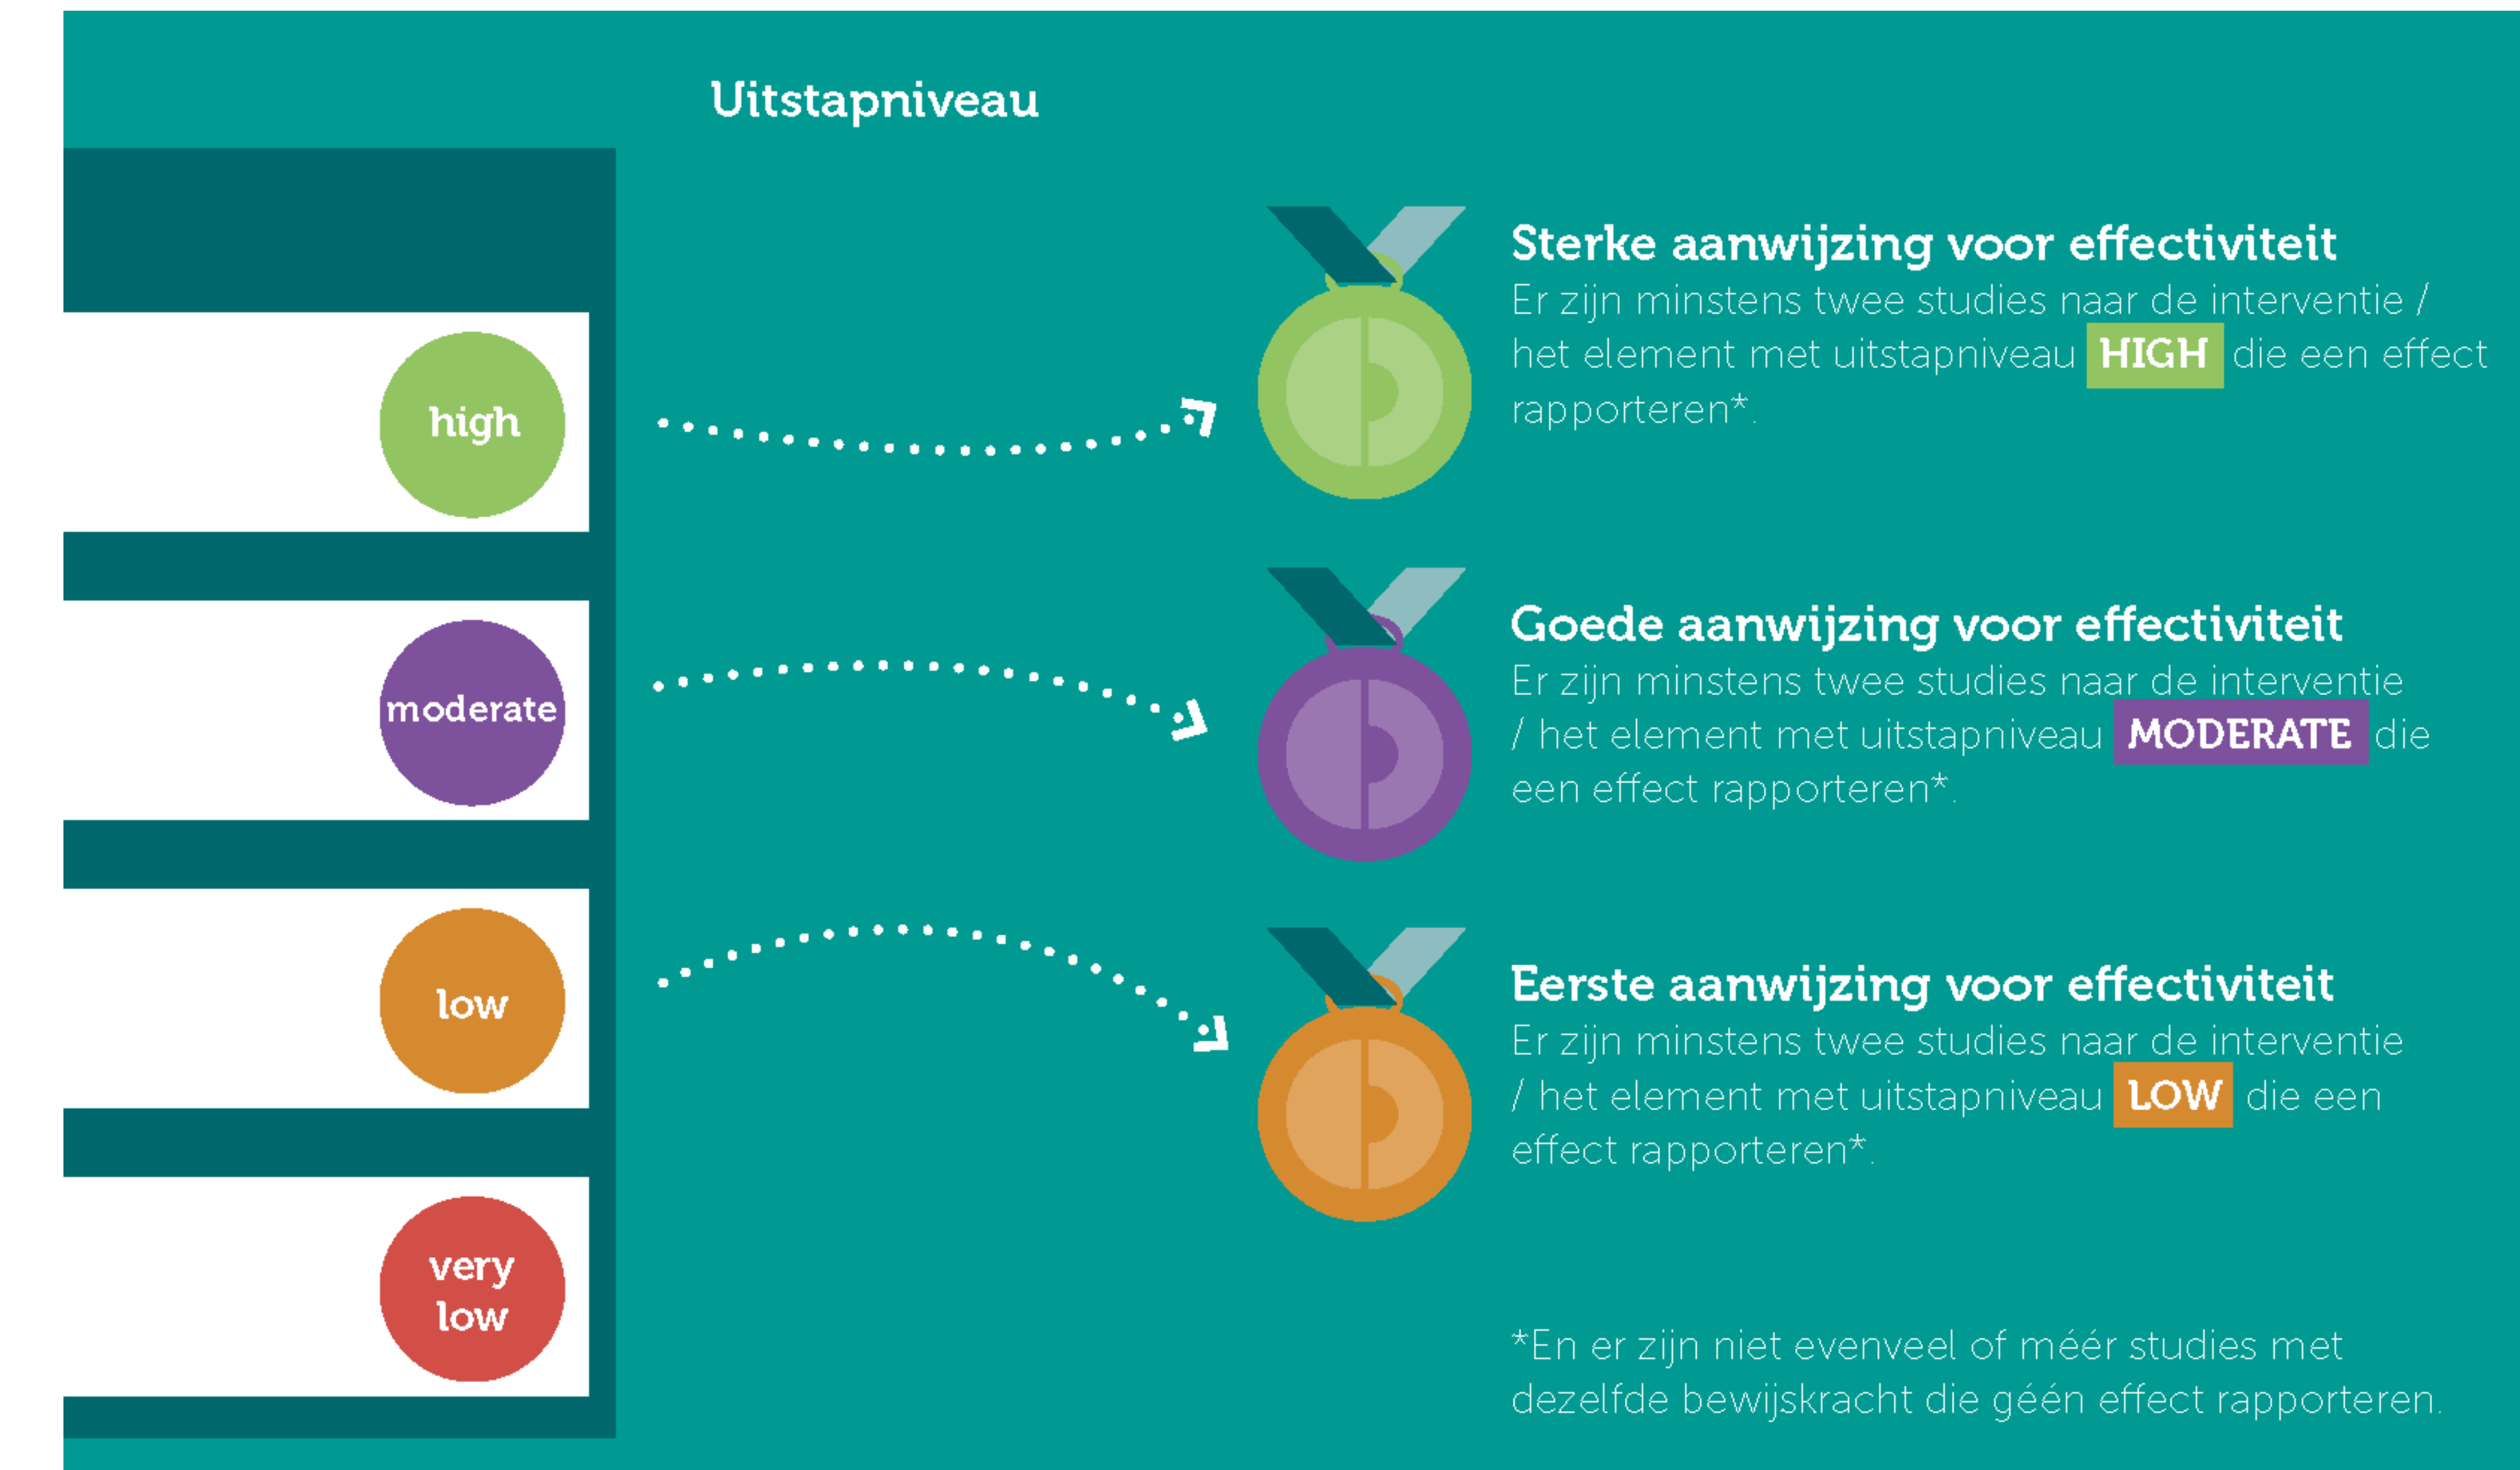 Uitstapniveau
high
moderate
low
very
low
Sterke aanwijzing voor effectiviteit
Er zijn minstens twee studies naar de interventie /
het element met uitstapniveau HIGH die een effect
rapporteren*.
Goede aanwijzing voor effectiviteit
Er zijn minstens twee studies naar de interventie
/ het element met uitstapniveau MODERATE die
een effect rapporteren*.
Eerste aanwijzing voor effectiviteit
Er zijn minstens twee studies naar de interventie
/ het element met uitstapniveau LOW die een
effect rapporteren*.
*En er zijn niet evenveel of méér studies met
dezelfde bewijskracht die géén effect rapporteren.